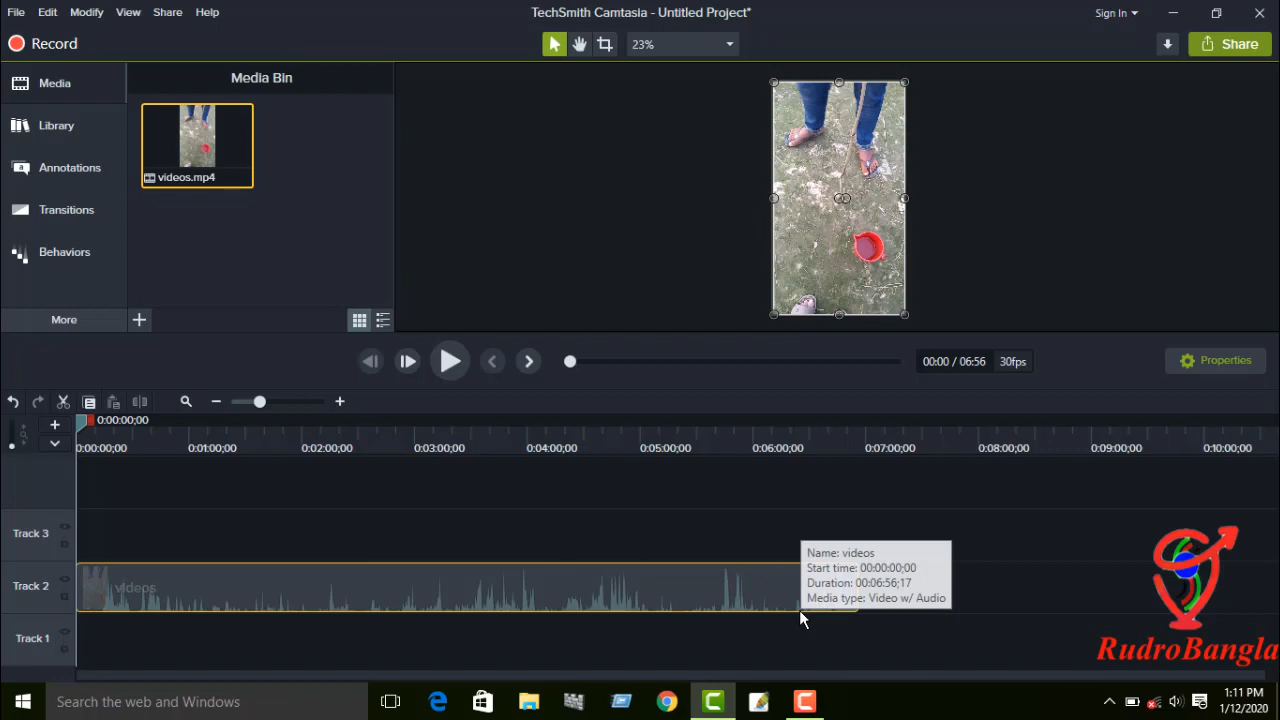 File Edit Modify View Share Help
TechSmith Camtasia - Untitled Project*
Sign In
Record
23%
Share
Media
Media Bin
Library
videos.mp4
Annotations
Transitions
Behaviors
More
00:00 / 06:56 30fps
Properties
0:00:00;00
0:00:00;00 0:01:00;00 0:02:00;00 0:03:00;00 0:04:00;00 0:05:00;00 0:06:00;00 0:07:00;00 0:08:00;00 0:09:00;00 0:10:00;00
Track 3
Track 2
videos
Name: videos
Start time: 00:00:00;00
Duration: 00:06:56;17
Media type: Video w/ Audio
Track 1
RudroBangla
Search the web and Windows
1:11 PM
1/12/2020